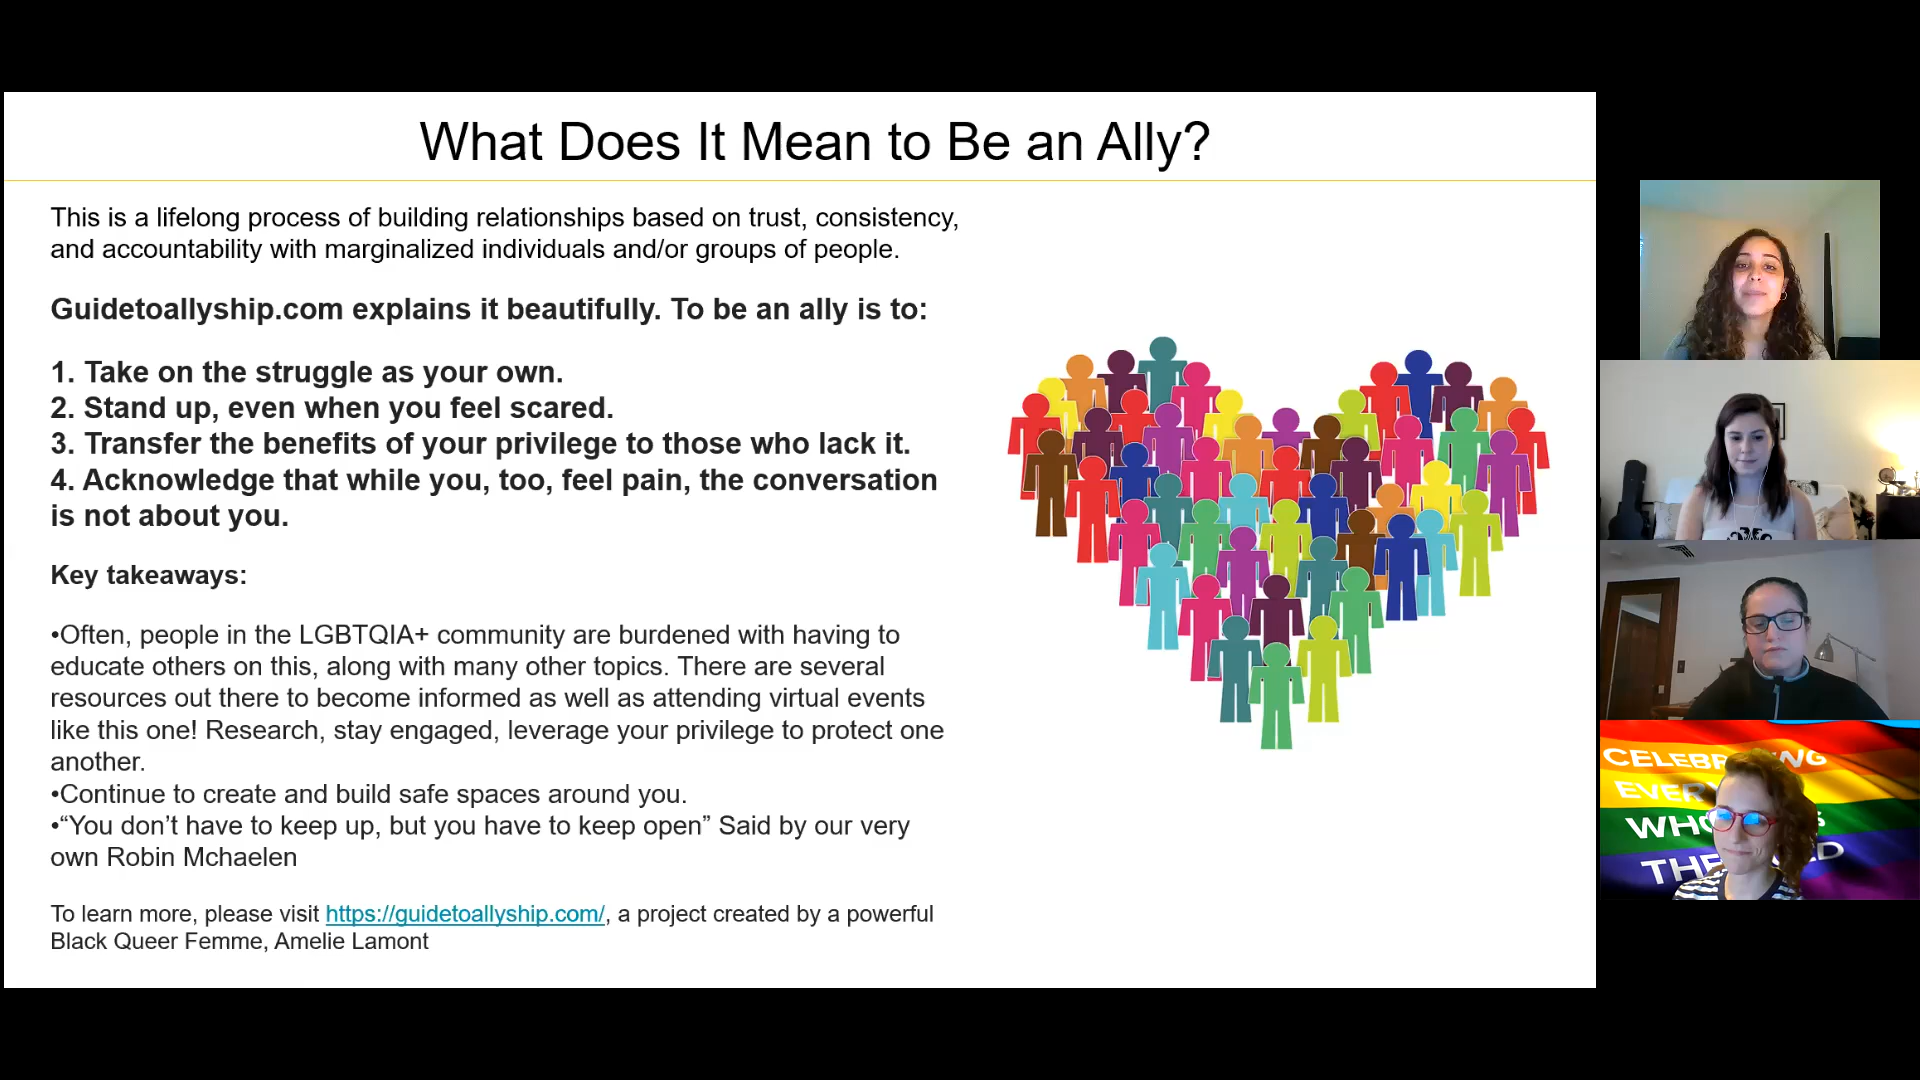 What Does It Mean to Be an Ally?
This is a lifelong process of building relationships based on trust, consistency,
and accountability with marginalized individuals and/or groups of people.
Guidetoallyship.com explains it beautifully. To be an ally is to:
1. Take on the struggle as your own.
2. Stand up, even when you feel scared.
3. Transfer the benefits of your privilege to those who lack it.
4. Acknowledge that while you, too, feel pain, the conversation
is not about you.
Key takeaways:
•Often, people in the LGBTQIA+ community are burdened with having to
educate others on this, along with many other topics. There are several
resources out there to become informed as well as attending virtual events
like this one! Research, stay engaged, leverage your privilege to protect one
another.
•Continue to create and build safe spaces around you.
•“You don’t have to keep up, but you have to keep open” Said by our very
own Robin Mchaelen
To learn more, please visit https://guidetoallyship.com/, a project created by a powerful
Black Queer Femme, Amelie Lamont